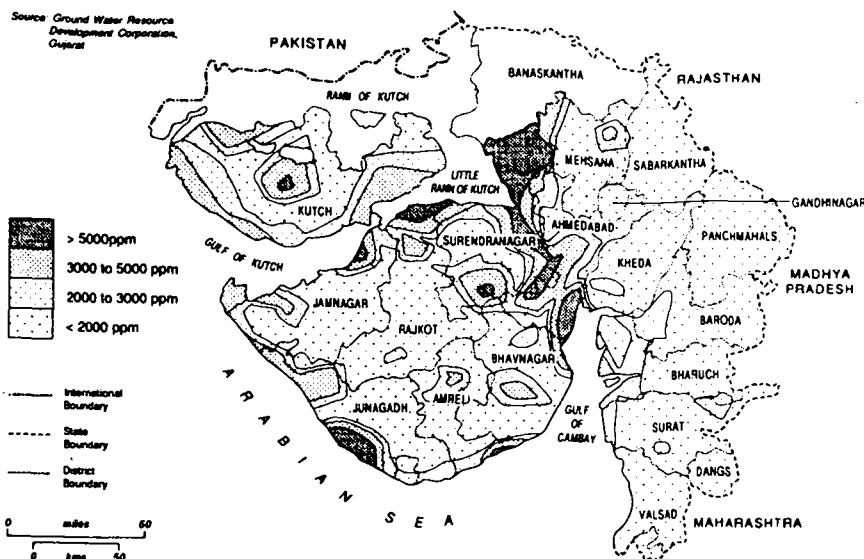 Source: Ground Water Resource
Development Corporation,
Gujarat
PAKISTAN
BANASKANTHA
RAJASTHAN
RANN OF KUTCH
MEHSANA
SABARKANTHA
LITTLE
RANN OF KUTCH
KUTCH
GANDHINAGAR
AHMEDABAD
SURENDRANAGAR
PANCHMAHALS
GULF OF KUTCH
KHEDA
MADHYA
PRADESH
> 5000ppm
3000 to 5000 ppm
2000 to 3000 ppm
< 2000 ppm
JAMNAGAR
RAJKOT
BARODA
BHAVNAGAR
BHARUCH
AMRELI
JUNAGADH
GULF
OF
CAMBAY
SURAT
DANGS
VALSAD
MAHARASHTRA
ARABIAN SEA
International
Boundary
State
Boundary
District
Boundary
0 miles 60
0 kms 50